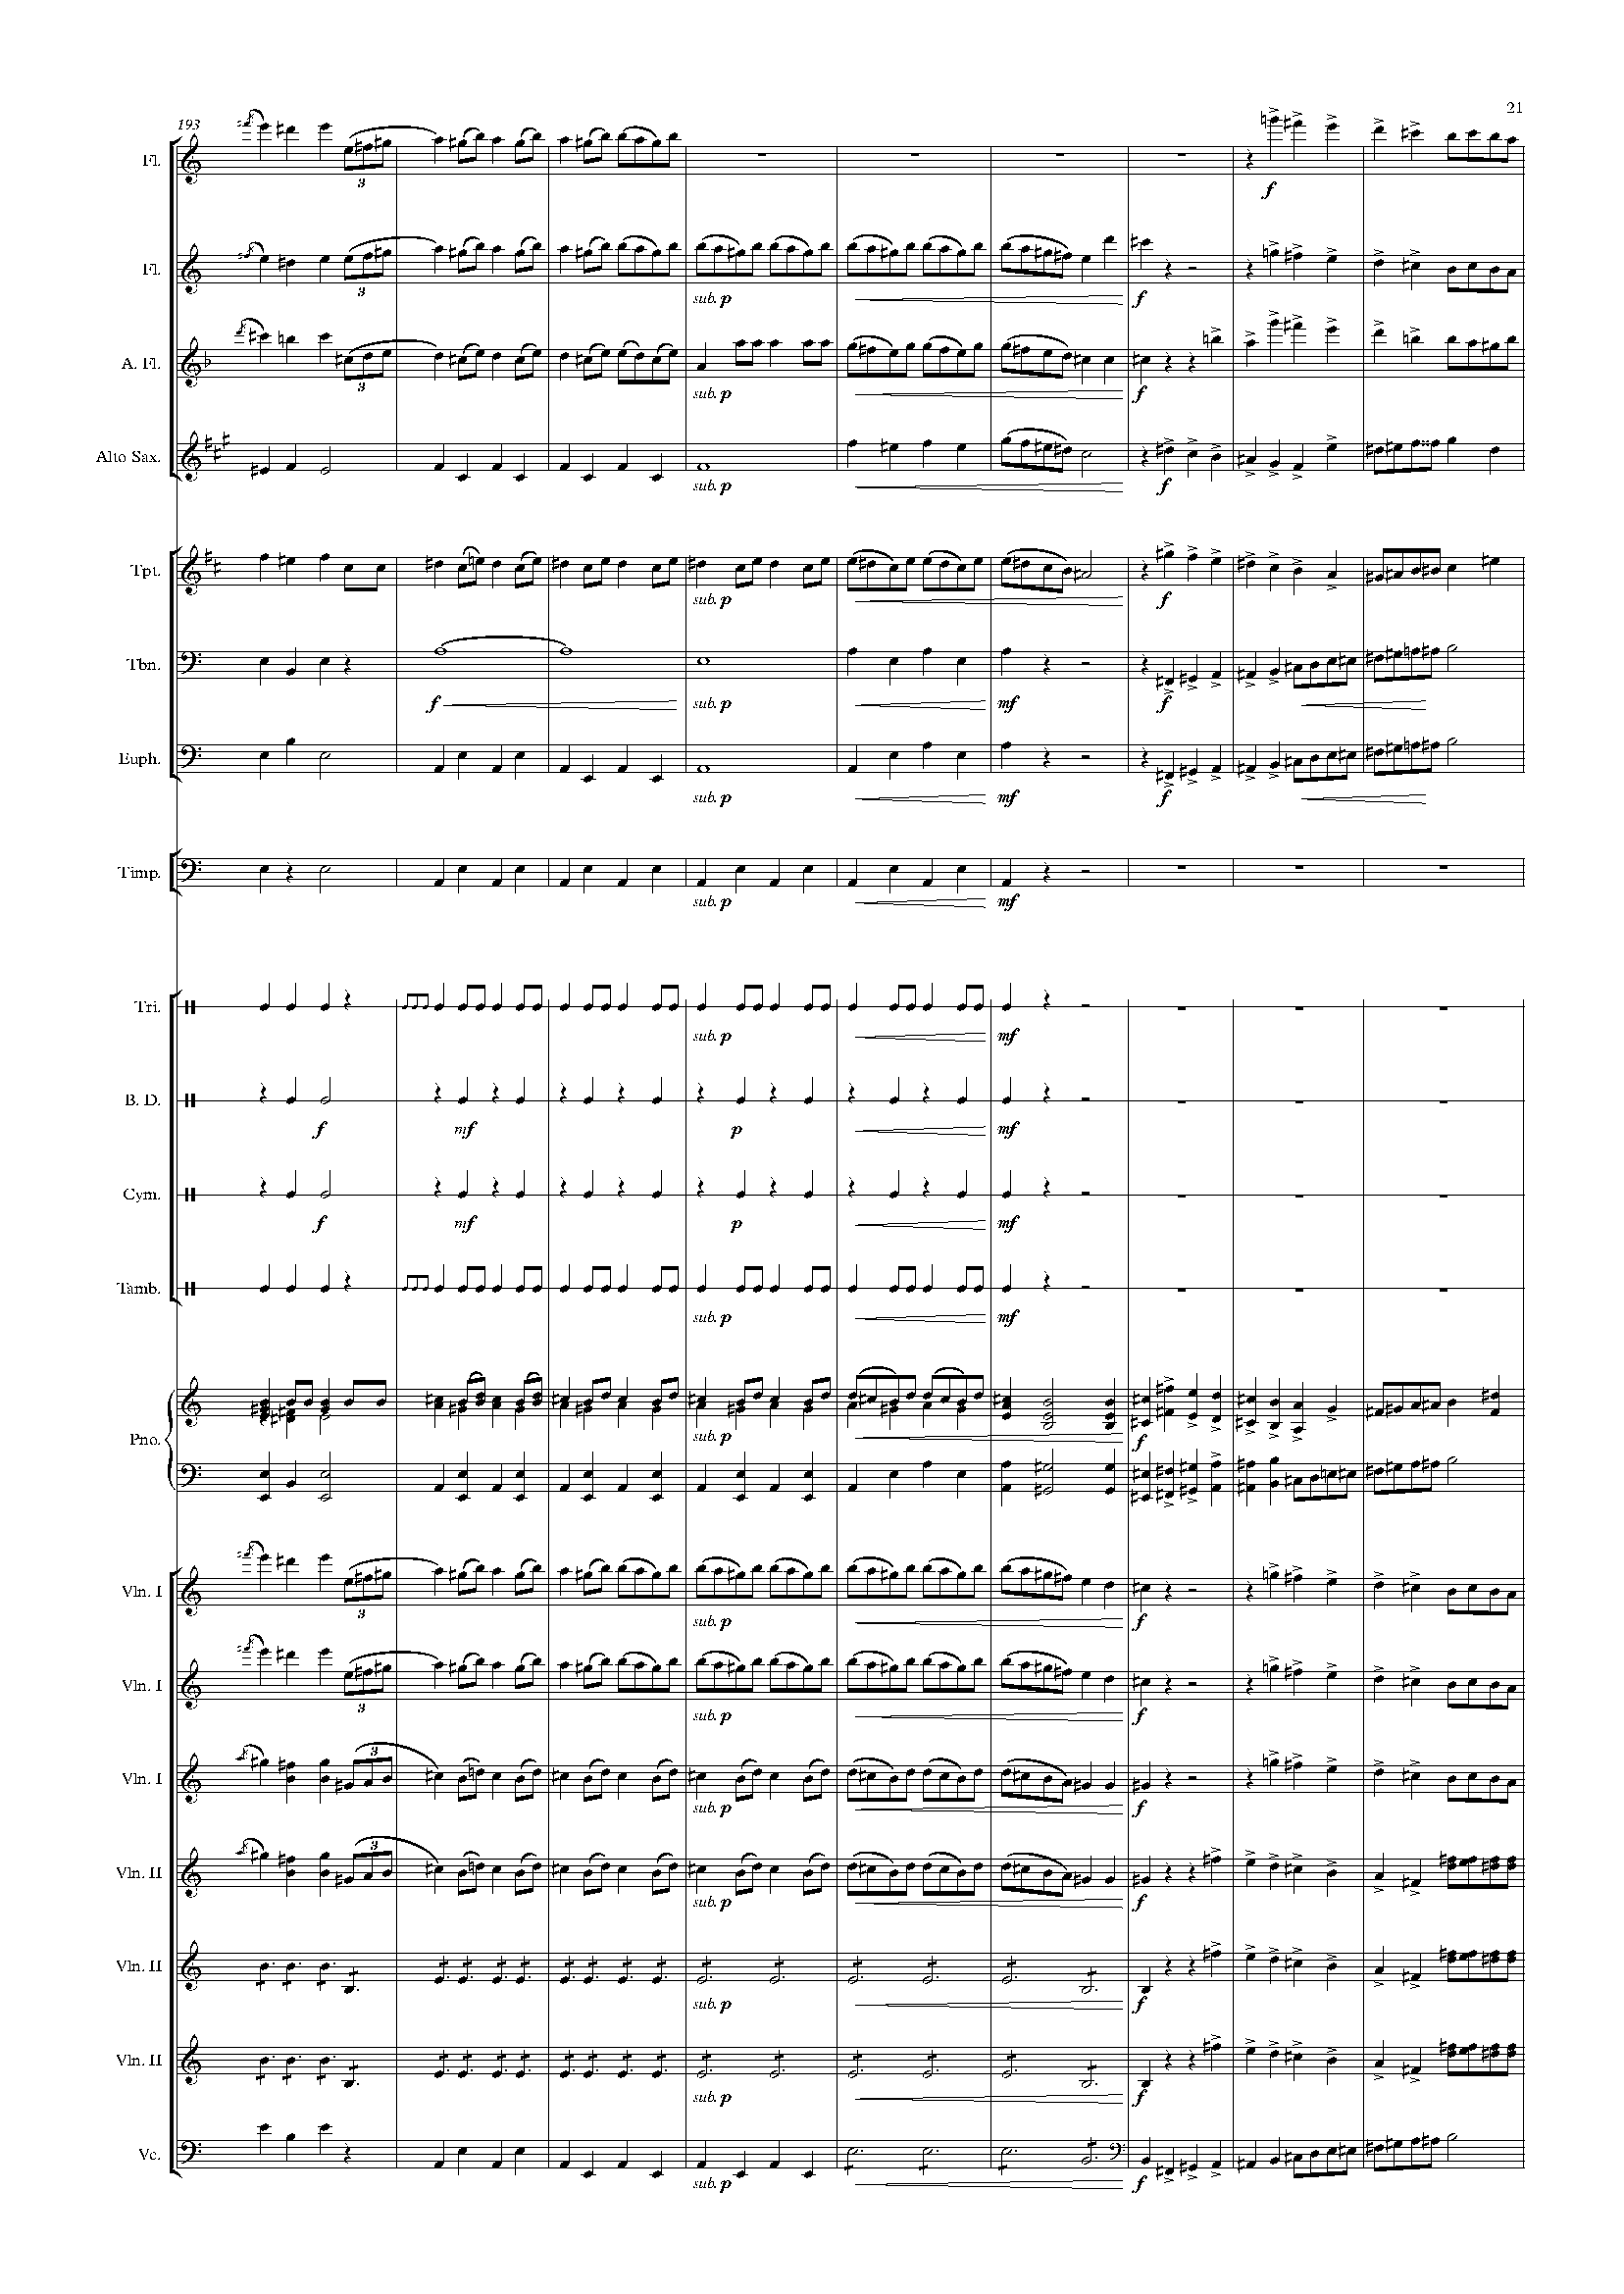 21
193
Fl.
3
f
Fl.
3
sub. p
f
A. Fl.
3
sub. p
f
Alto Sax.
sub. p
f
Tpt.
sub. p
f
Tbn.
f
sub. p
mf
f
Euph.
sub. p
mf
f
Timp.
sub. p
mf
Tri.
sub. p
mf
B. D.
f
mf
p
mf
Cym.
f
mf
p
mf
Tamb.
sub. p
mf
Pno.
sub. p
f
Vln. I
3
sub. p
f
Vln. I
3
sub. p
f
Vln. I
3
sub. p
f
Vln. II
3
sub. p
f
Vln. II
sub. p
f
Vln. II
sub. p
f
Vc.
sub. p
f